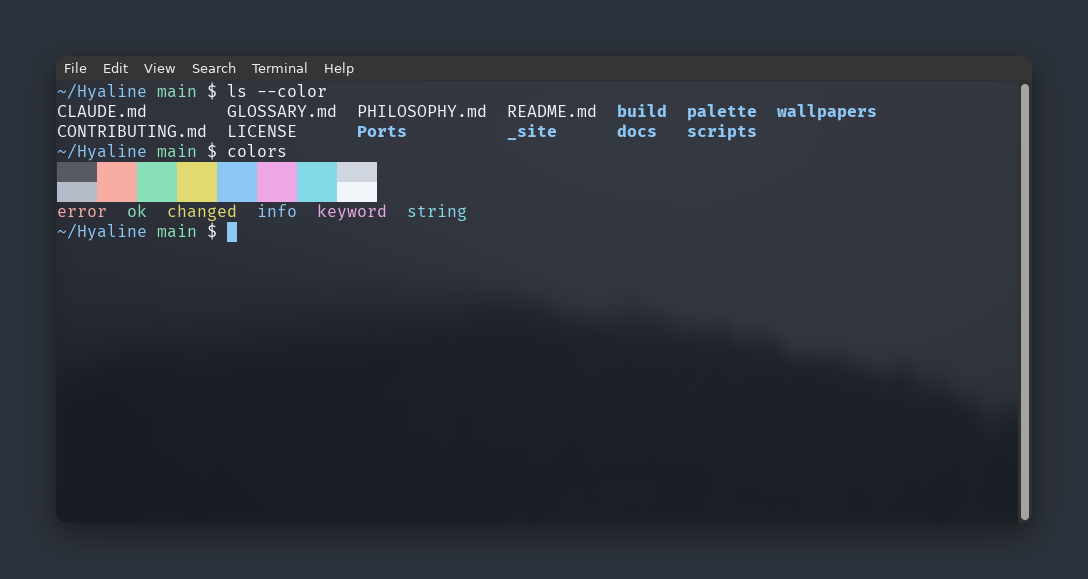 File Edit View Search Terminal Help
~/Hyaline main $ ls --color
CLAUDE.md GLOSSARY.md PHILOSOPHY.md README.md build palette wallpapers
CONTRIBUTING.md LICENSE Ports _site docs scripts
~/Hyaline main $ colors
error ok changed info keyword string
~/Hyaline main $